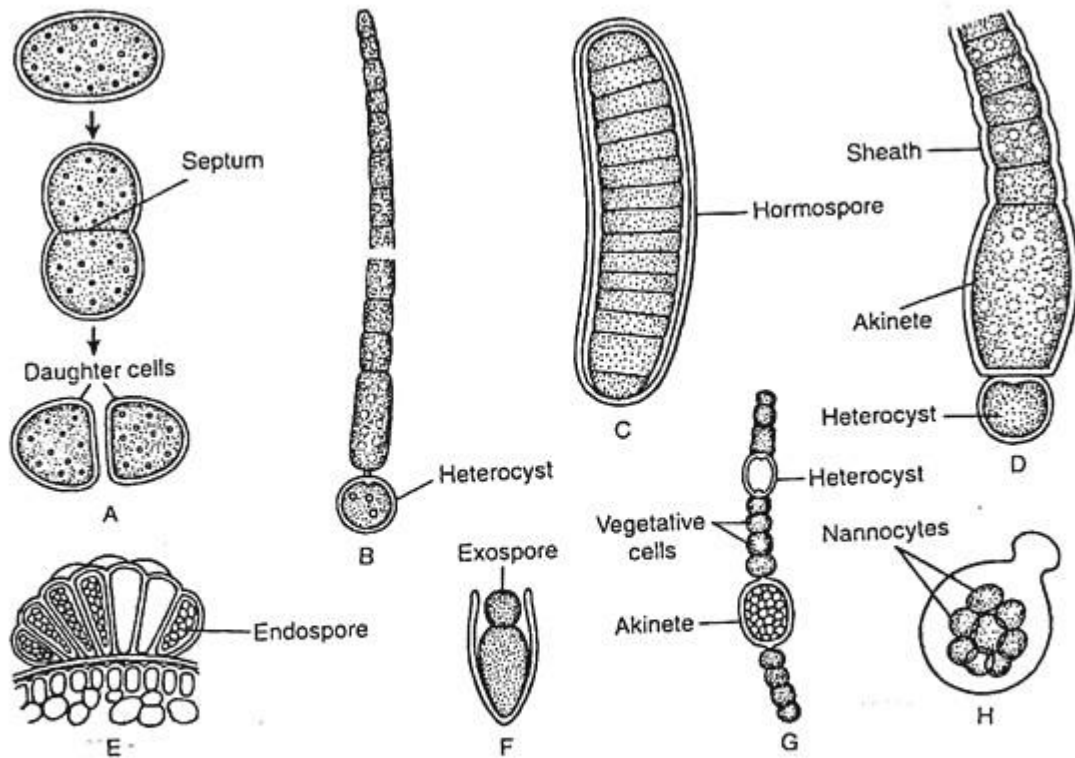 Septum
Daughter cells
A
Heterocyst
B
Hormospore
C
Sheath
Akinete
Heterocyst
D
Endospore
E
Exospore
F
Heterocyst
Vegetative
cells
Akinete
G
Nannocytes
H